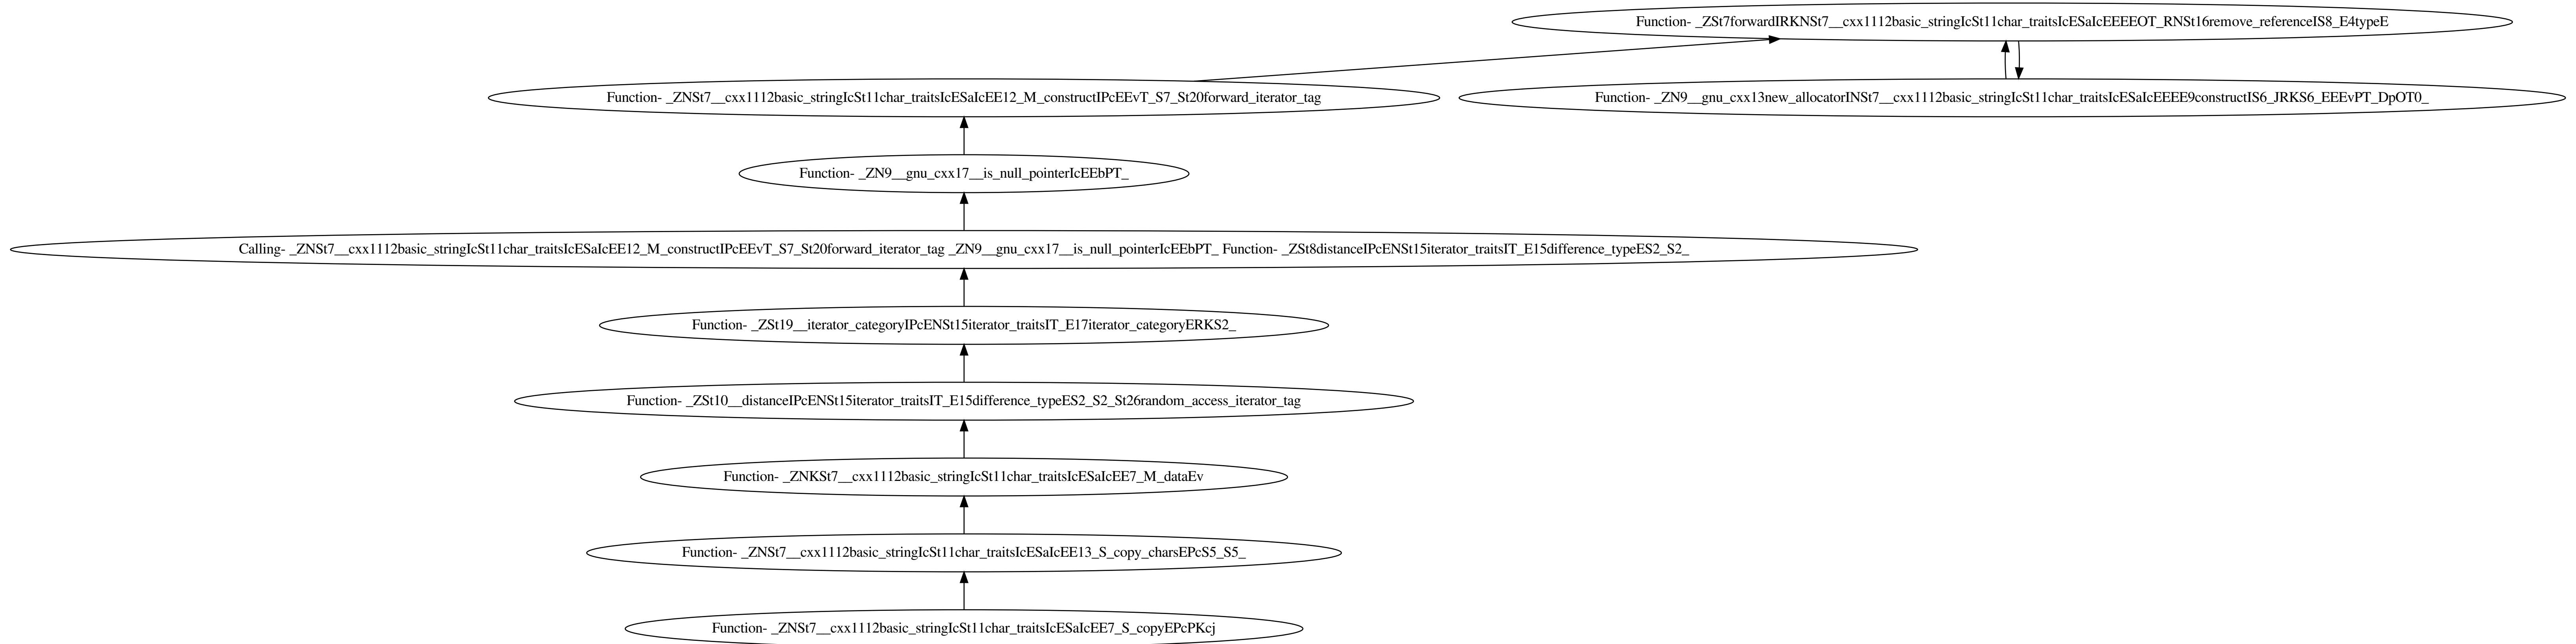 Function- _ZSt7forwardIRKNSt7__cxx1112basic_stringIcSt11char_traitsIcESaIcEEEEOT_RNSt16remove_referenceIS8_E4typeE
Function- _ZNSt7__cxx1112basic_stringIcSt11char_traitsIcESaIcEE12_M_constructIPcEEvT_S7_St20forward_iterator_tag
Function- _ZN9__gnu_cxx13new_allocatorINSt7__cxx1112basic_stringIcSt11char_traitsIcESaIcEEEE9constructIS6_JRKS6_EEEvPT_DpOT0_
Function- _ZN9__gnu_cxx17__is_null_pointerIcEEbPT_
Calling- _ZNSt7__cxx1112basic_stringIcSt11char_traitsIcESaIcEE12_M_constructIPcEEvT_S7_St20forward_iterator_tag _ZN9__gnu_cxx17__is_null_pointerIcEEbPT_ Function- _ZSt8distanceIPcENSt15iterator_traitsIT_E15difference_typeES2_S2_
Function- _ZSt19__iterator_categoryIPcENSt15iterator_traitsIT_E17iterator_categoryERKS2_
Function- _ZSt10__distanceIPcENSt15iterator_traitsIT_E15difference_typeES2_S2_St26random_access_iterator_tag
Function- _ZNKSt7__cxx1112basic_stringIcSt11char_traitsIcESaIcEE7_M_dataEv
Function- _ZNSt7__cxx1112basic_stringIcSt11char_traitsIcESaIcEE13_S_copy_charsEPcS5_S5_
Function- _ZNSt7__cxx1112basic_stringIcSt11char_traitsIcESaIcEE7_S_copyEPcPKcj